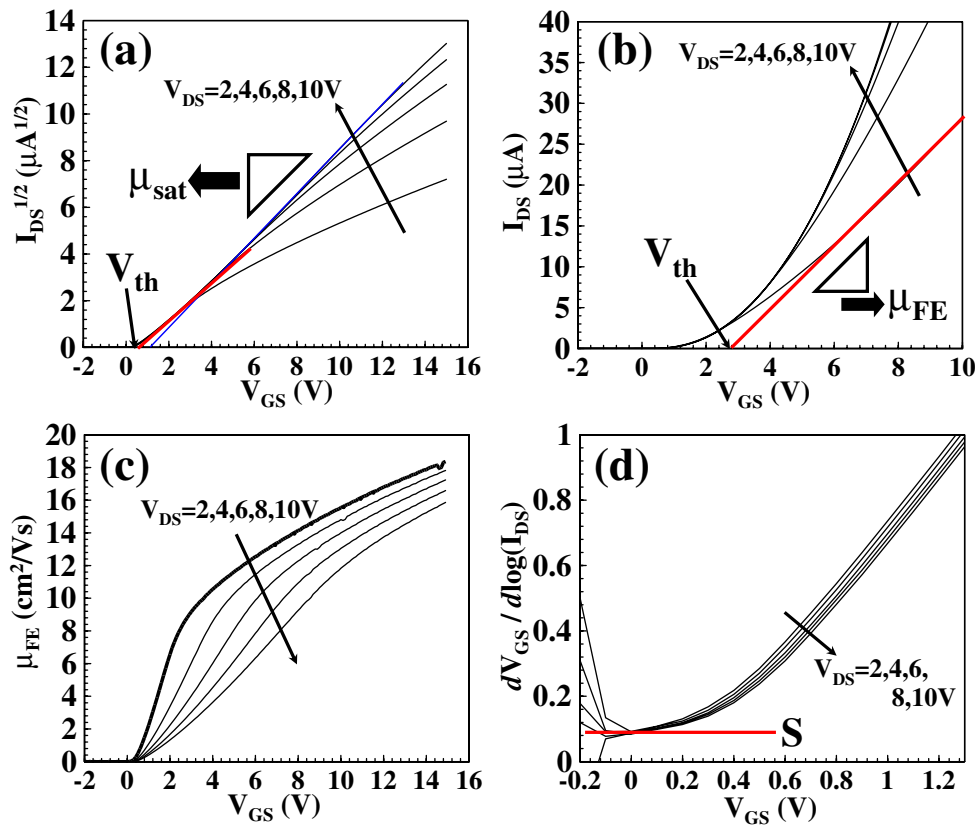 (a)
V_DS=2,4,6,8,10V
μ_sat
V_th
14
12
10
8
6
4
2
0
I_DS^1/2 (μA^1/2)
-2 0 2 4 6 8 10 12 14 16
V_GS (V)
(b)
V_DS=2,4,6,8,10V
V_th
μ_FE
40
35
30
25
20
15
10
5
0
I_DS (μA)
-2 0 2 4 6 8 10
V_GS (V)
(c)
V_DS=2,4,6,8,10V
20
18
16
14
12
10
8
6
4
2
0
μ_FE (cm²/Vs)
-2 0 2 4 6 8 10 12 14 16
V_GS (V)
(d)
V_DS=2,4,6,
8,10V
S
1
0.8
0.6
0.4
0.2
0
dV_GS / dlog(I_DS)
-0.2 0 0.2 0.4 0.6 0.8 1 1.2
V_GS (V)